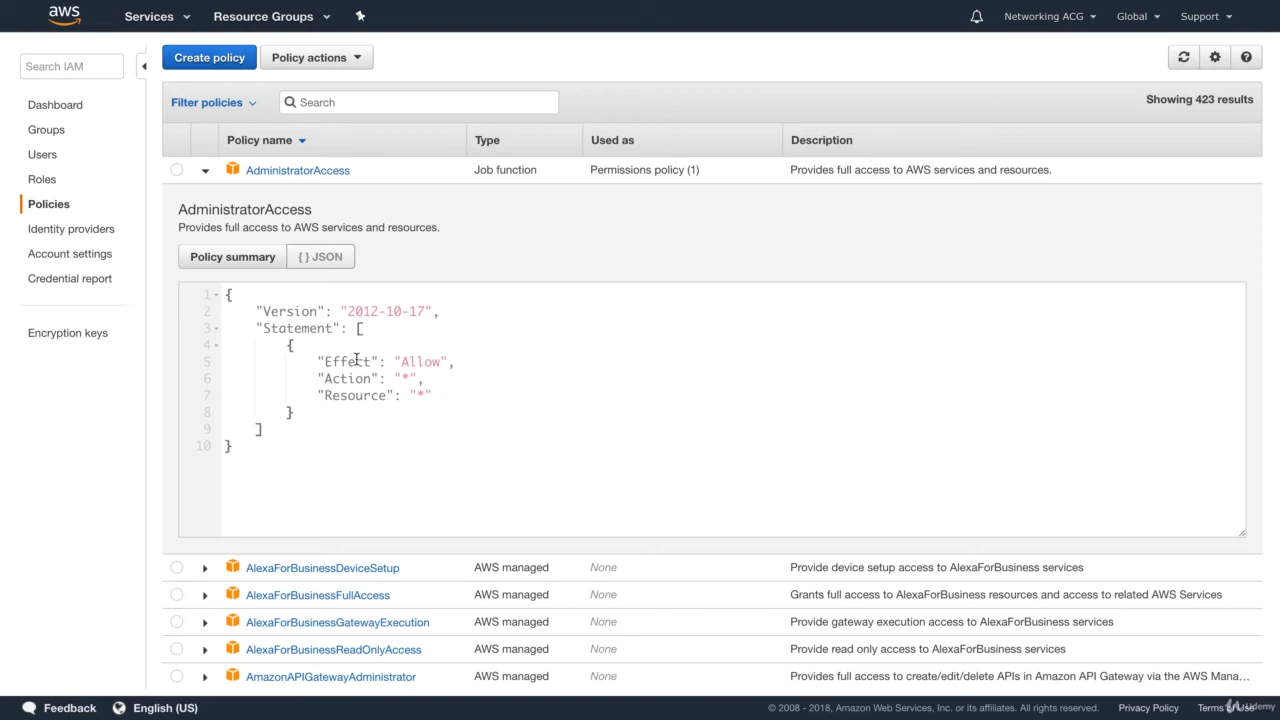 aws Services Resource Groups Networking ACG Global Support
Search IAM
Dashboard
Groups
Users
Roles
Policies
Identity providers
Account settings
Credential report
Encryption keys
Create policy Policy actions
Filter policies Search Showing 423 results
Policy name Type Used as Description
AdministratorAccess Job function Permissions policy (1) Provides full access to AWS services and resources.
AdministratorAccess
Provides full access to AWS services and resources.
Policy summary { } JSON
1 {
2 "Version": "2012-10-17",
3 "Statement": [
4 {
5 "Effect": "Allow",
6 "Action": "*",
7 "Resource": "*"
8 }
9 ]
10 }
AlexaForBusinessDeviceSetup AWS managed None Provide device setup access to AlexaForBusiness services
AlexaForBusinessFullAccess AWS managed None Grants full access to AlexaForBusiness resources and access to related AWS Services
AlexaForBusinessGatewayExecution AWS managed None Provide gateway execution access to AlexaForBusiness services
AlexaForBusinessReadOnlyAccess AWS managed None Provide read only access to AlexaForBusiness services
AmazonAPIGatewayAdministrator AWS managed None Provides full access to create/edit/delete APIs in Amazon API Gateway via the AWS Mana…
Feedback English (US) © 2008 - 2018, Amazon Web Services, Inc. or its affiliates. All rights reserved. Privacy Policy Terms Udemy